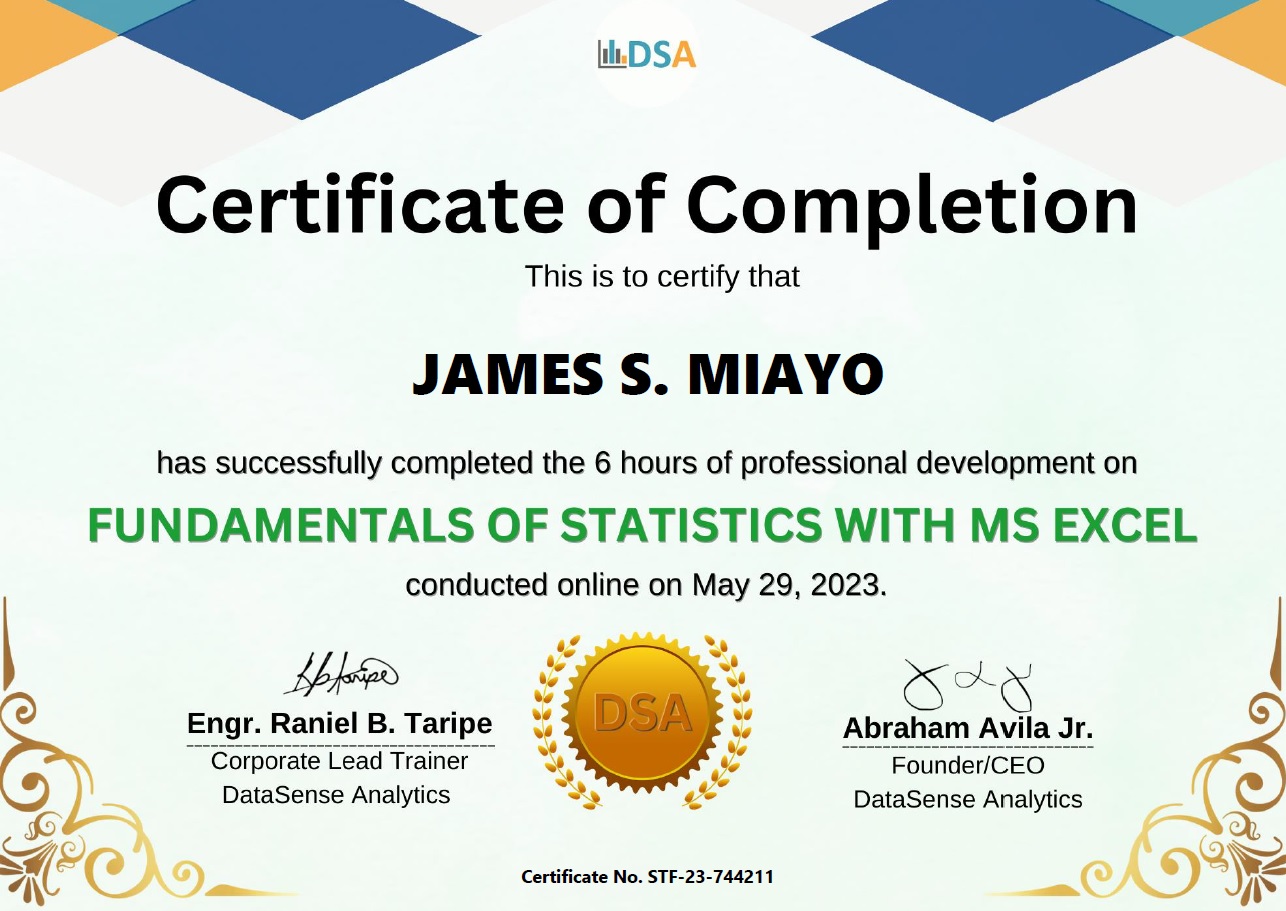 DSA
Certificate of Completion
This is to certify that
JAMES S. MIAYO
has successfully completed the 6 hours of professional development on
FUNDAMENTALS OF STATISTICS WITH MS EXCEL
conducted online on May 29, 2023.
DSA
Engr. Raniel B. Taripe
Corporate Lead Trainer
DataSense Analytics
Abraham Avila Jr.
Founder/CEO
DataSense Analytics
Certificate No. STF-23-744211